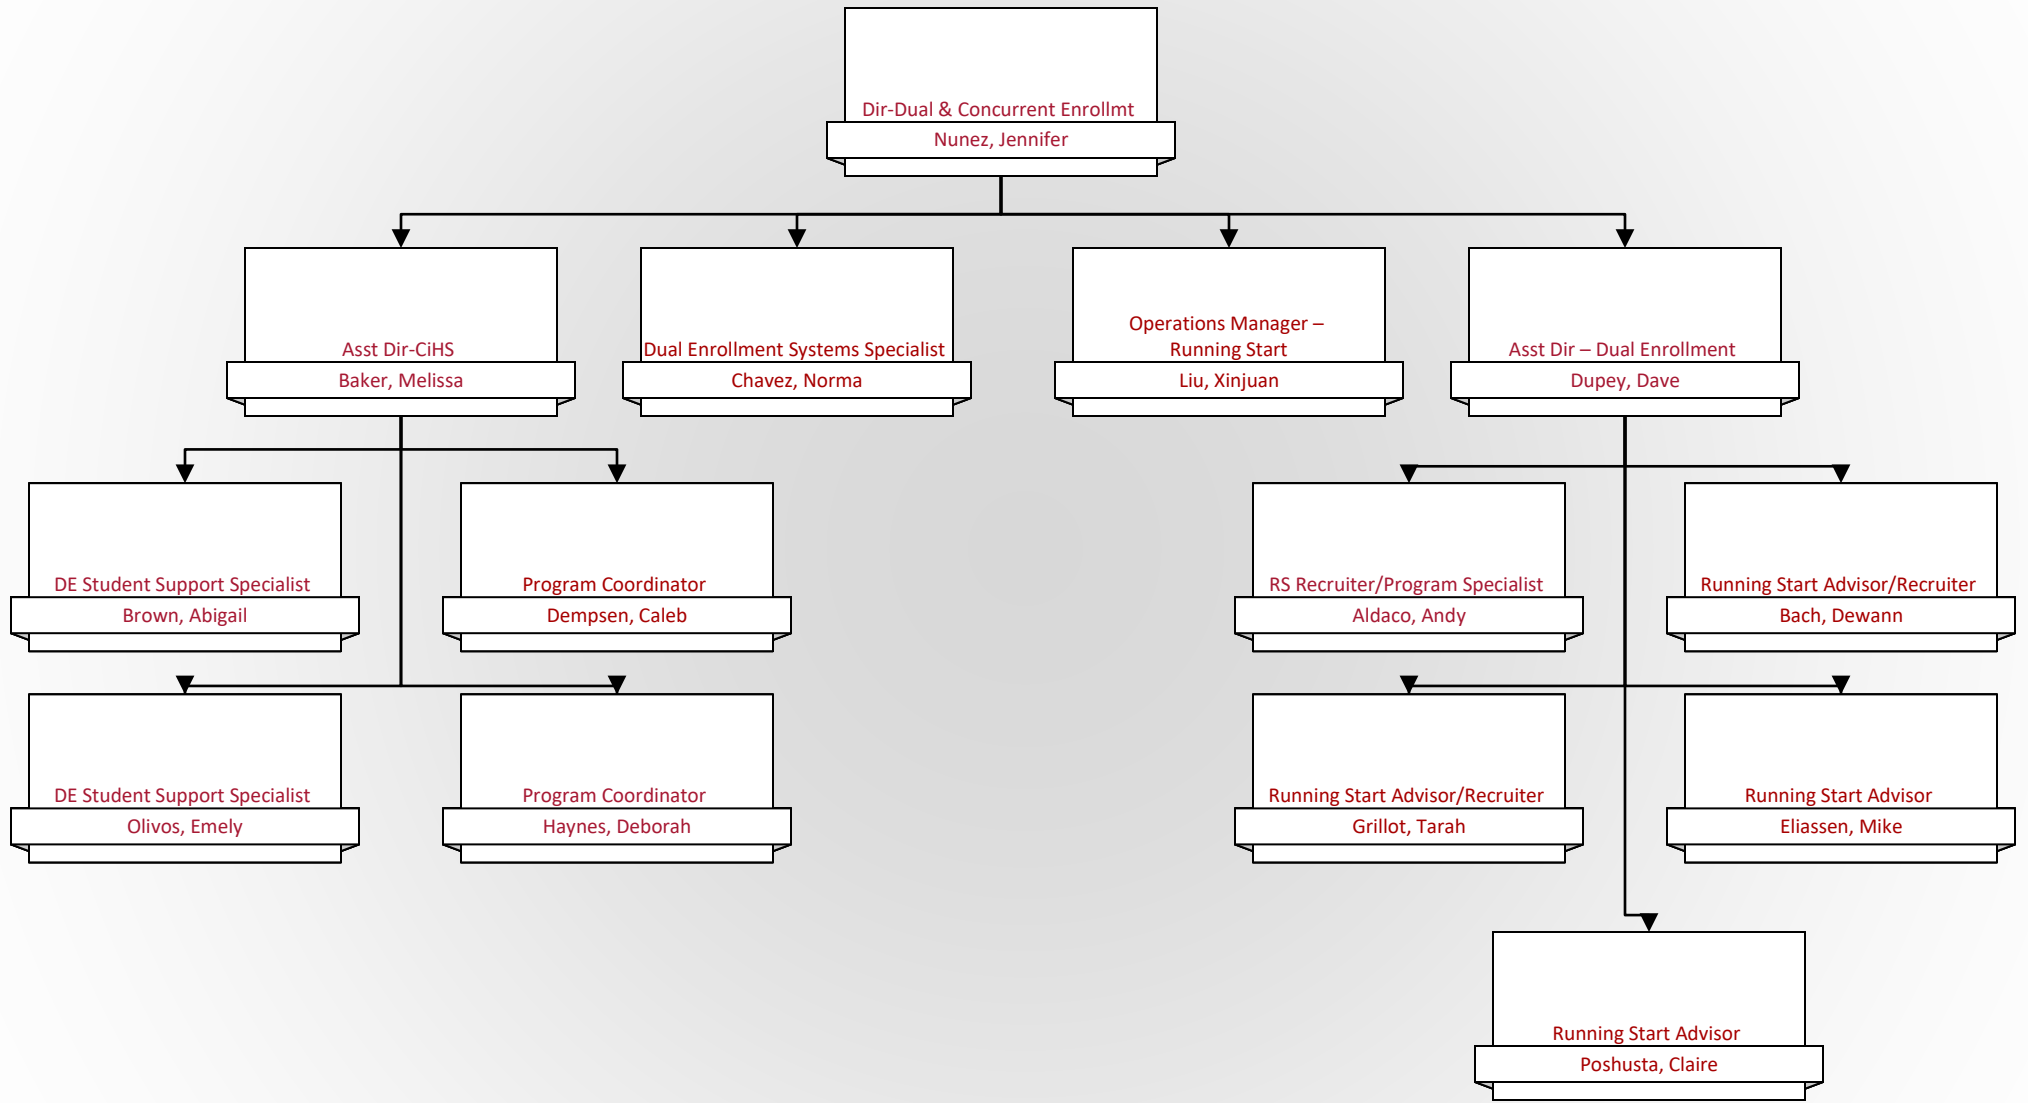 Dir-Dual & Concurrent Enrollmt
Nunez, Jennifer
Asst Dir-CiHS
Baker, Melissa
Dual Enrollment Systems Specialist
Chavez, Norma
Operations Manager –
Running Start
Liu, Xinjuan
Asst Dir – Dual Enrollment
Dupey, Dave
DE Student Support Specialist
Brown, Abigail
Program Coordinator
Dempsen, Caleb
RS Recruiter/Program Specialist
Aldaco, Andy
Running Start Advisor/Recruiter
Bach, Dewann
DE Student Support Specialist
Olivos, Emely
Program Coordinator
Haynes, Deborah
Running Start Advisor/Recruiter
Grillot, Tarah
Running Start Advisor
Eliassen, Mike
Running Start Advisor
Poshusta, Claire